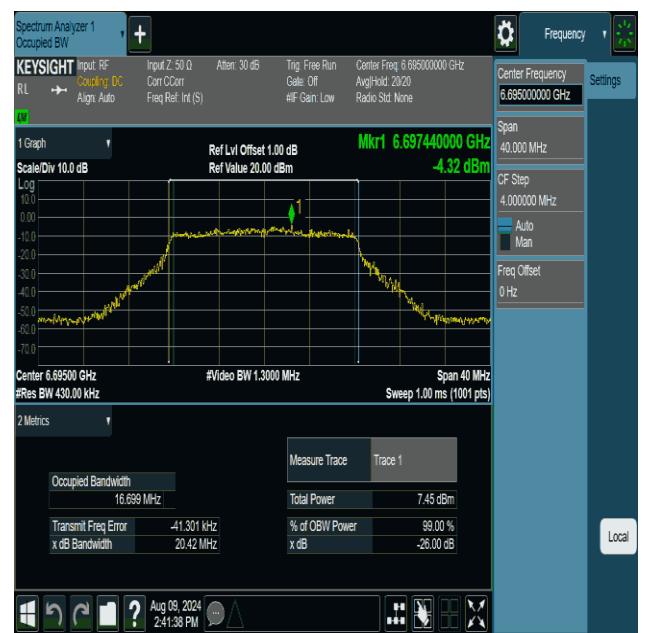 Spectrum Analyzer 1
Occupied BW
+
Frequency
KEYSIGHT Input: RF Input Z: 50 Ω Atten: 30 dB Trig: Free Run Center Freq: 6.695000000 GHz
RL Coupling: DC Corr CCorr Gate: Off Avg|Hold: 20/20
Align: Auto Freq Ref: Int (S) #IF Gain: Low Radio Std: None
Center Frequency
6.695000000 GHz
Settings
Span
40.000 MHz
CF Step
4.000000 MHz
Auto
Man
Freq Offset
0 Hz
Local
1 Graph
Ref Lvl Offset 1.00 dB
Mkr1 6.697440000 GHz
Scale/Div 10.0 dB Ref Value 20.00 dBm -4.32 dBm
Log
10.0
0.00
-10.0
-20.0
-30.0
-40.0
-50.0
-60.0
-70.0
1
Center 6.69500 GHz #Video BW 1.3000 MHz Span 40 MHz
#Res BW 430.00 kHz Sweep 1.00 ms (1001 pts)
2 Metrics
Measure Trace Trace 1
Occupied Bandwidth
16.699 MHz
Total Power 7.45 dBm
Transmit Freq Error -41.301 kHz % of OBW Power 99.00 %
x dB Bandwidth 20.42 MHz x dB -26.00 dB
?
Aug 09, 2024
2:41:38 PM